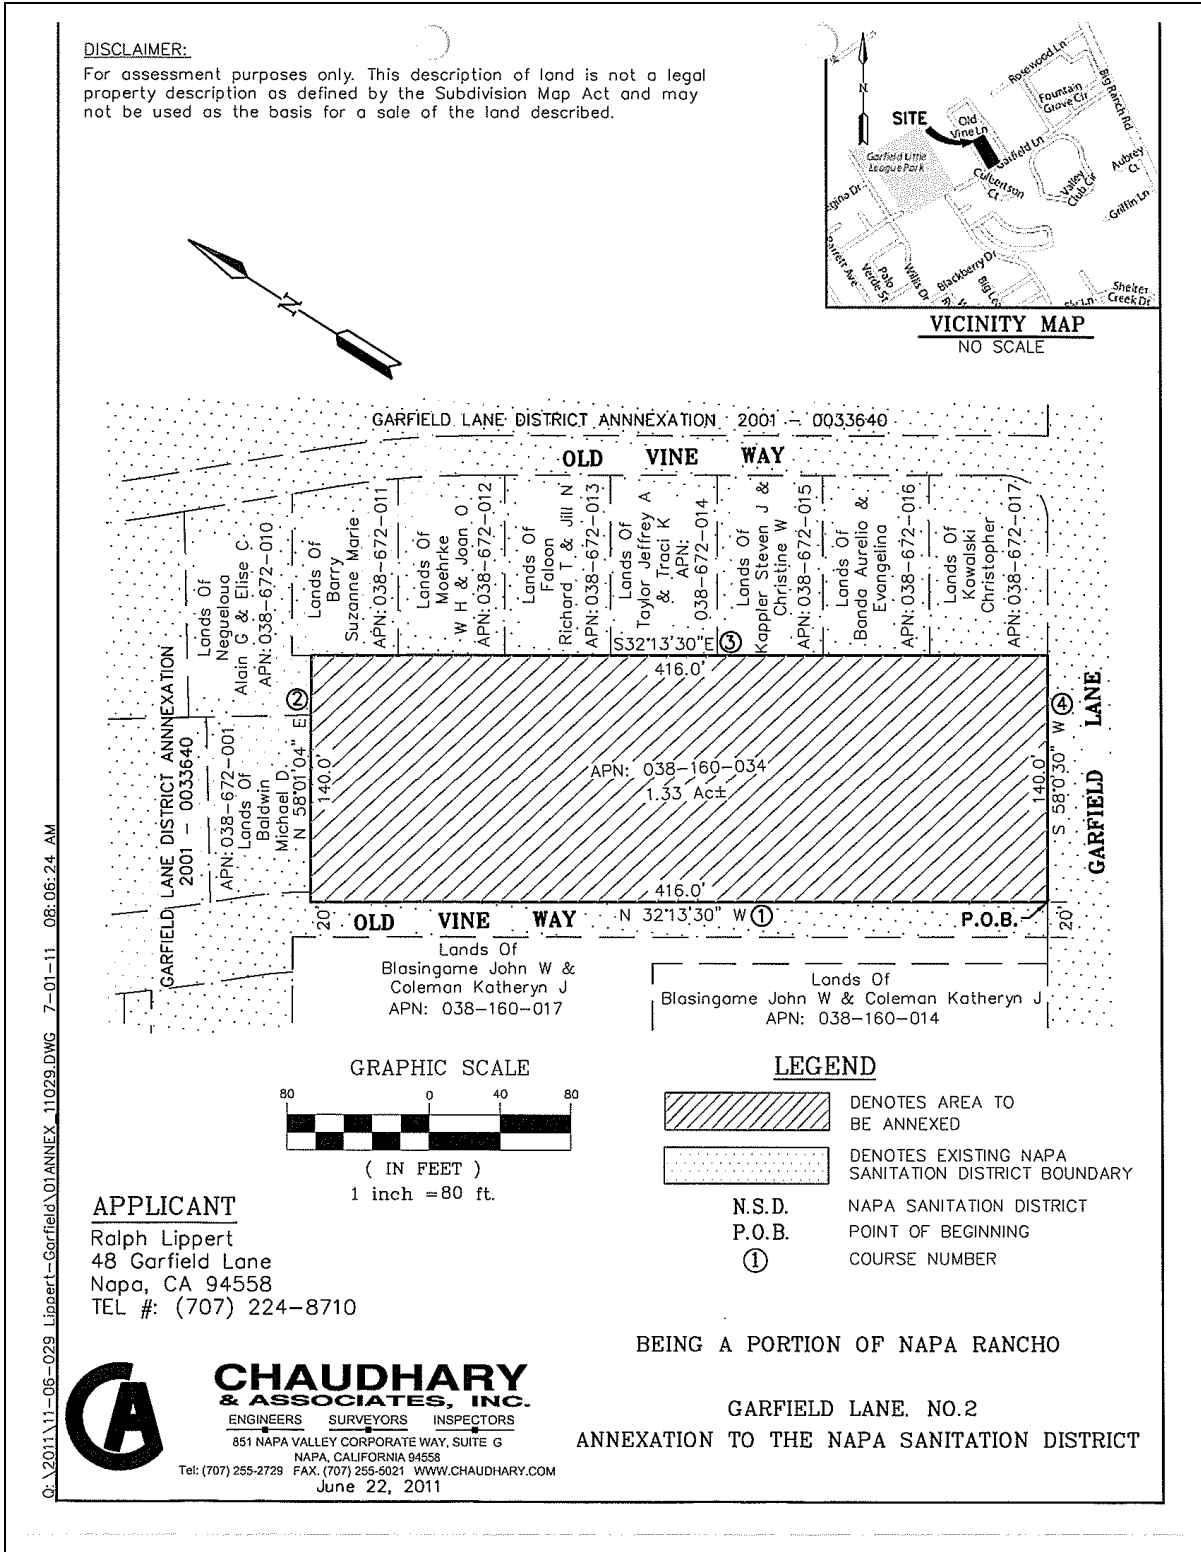 DISCLAIMER:
For assessment purposes only. This description of land is not a legal
property description as defined by the Subdivision Map Act and may
not be used as the basis for a sale of the land described.
N
SITE
Rosewood Ln
Big Ranch Rd
Fountain
Grove Cir
Old
Vine Ln
Garfield Ln
Garfield Little
League Park
Culbertson
Ct
Valley
Club Cir
Aubrey
Ct
Griffin Ln
egina Dr
Barrett Ave
Palo
Verde St
Willis Dr
Blackberry Dr
Big Lea
Shelter
Creek Dr
VICINITY MAP
NO SCALE
N
GARFIELD LANE DISTRICT ANNNEXATION 2001 - 0033640
OLD VINE WAY
Lands Of
Neguelouа
Alain G & Elise C.
APN: 038-672-010
Lands Of
Barry
Suzanne Marie
APN: 038-672-011
Lands Of
Moehrke
W H & Joan O
APN: 038-672-012
Lands Of
Faloon
Richard T & Jill N
APN: 038-672-013
Lands Of
Taylor Jeffrey A
& Traci K
APN:
038-672-014
Lands Of
Kappler Steven J &
Christine W
APN: 038-672-015
Lands Of
Banda Aurelio &
Evangelina
APN: 038-672-016
Lands Of
Kowalski
Christopher
APN: 038-672-017
S32°13'30"E ③
416.0'
GARFIELD LANE DISTRICT ANNNEXATION
2001 - 0033640
APN: 038-672-001
Lands Of
Baldwin
Michael D
② N 58°01'04" E
140.0'
APN: 038-160-034
1.33 Ac±
140.0'
④ S 58°0'30" W
GARFIELD LANE
416.0'
20'
OLD VINE WAY
N 32°13'30" W ①
P.O.B.
20'
Lands Of
Blasingame John W &
Coleman Katheryn J
APN: 038-160-017
Lands Of
Blasingame John W & Coleman Katheryn J
APN: 038-160-014
GRAPHIC SCALE
80 0 40 80
( IN FEET )
1 inch =80 ft.
LEGEND
DENOTES AREA TO
BE ANNEXED
DENOTES EXISTING NAPA
SANITATION DISTRICT BOUNDARY
N.S.D. NAPA SANITATION DISTRICT
P.O.B. POINT OF BEGINNING
① COURSE NUMBER
APPLICANT
Ralph Lippert
48 Garfield Lane
Napa, CA 94558
TEL #: (707) 224-8710
BEING A PORTION OF NAPA RANCHO
GARFIELD LANE. NO.2
ANNEXATION TO THE NAPA SANITATION DISTRICT
CA
CHAUDHARY
& ASSOCIATES, INC.
ENGINEERS SURVEYORS INSPECTORS
851 NAPA VALLEY CORPORATE WAY, SUITE G
NAPA, CALIFORNIA 94558
Tel: (707) 255-2729 FAX. (707) 255-5021 WWW.CHAUDHARY.COM
June 22, 2011
Q:\2011\11-06-029 Lippert-Garfield\01ANNEX 11029.DWG 7-01-11 08:06:24 AM